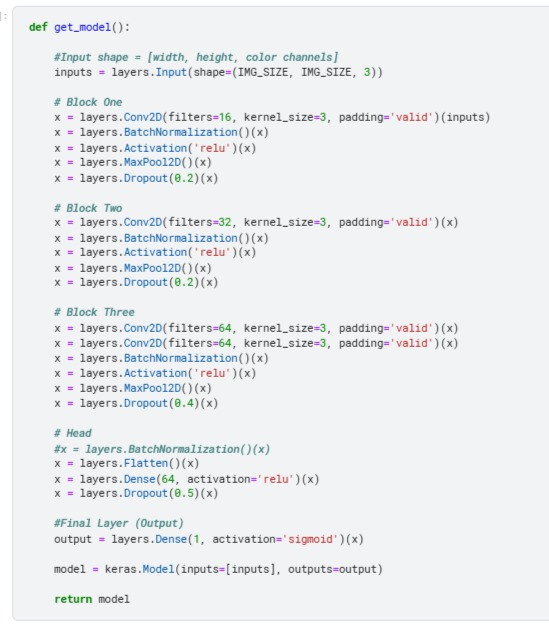 ]:
def get_model():
#Input shape = [width, height, color channels]
inputs = layers.Input(shape=(IMG_SIZE, IMG_SIZE, 3))
# Block One
x = layers.Conv2D(filters=16, kernel_size=3, padding='valid')(inputs)
x = layers.BatchNormalization()(x)
x = layers.Activation('relu')(x)
x = layers.MaxPool2D()(x)
x = layers.Dropout(0.2)(x)
# Block Two
x = layers.Conv2D(filters=32, kernel_size=3, padding='valid')(x)
x = layers.BatchNormalization()(x)
x = layers.Activation('relu')(x)
x = layers.MaxPool2D()(x)
x = layers.Dropout(0.2)(x)
# Block Three
x = layers.Conv2D(filters=64, kernel_size=3, padding='valid')(x)
x = layers.Conv2D(filters=64, kernel_size=3, padding='valid')(x)
x = layers.BatchNormalization()(x)
x = layers.Activation('relu')(x)
x = layers.MaxPool2D()(x)
x = layers.Dropout(0.4)(x)
# Head
#x = layers.BatchNormalization()(x)
x = layers.Flatten()(x)
x = layers.Dense(64, activation='relu')(x)
x = layers.Dropout(0.5)(x)
#Final Layer (Output)
output = layers.Dense(1, activation='sigmoid')(x)
model = keras.Model(inputs=[inputs], outputs=output)
return model